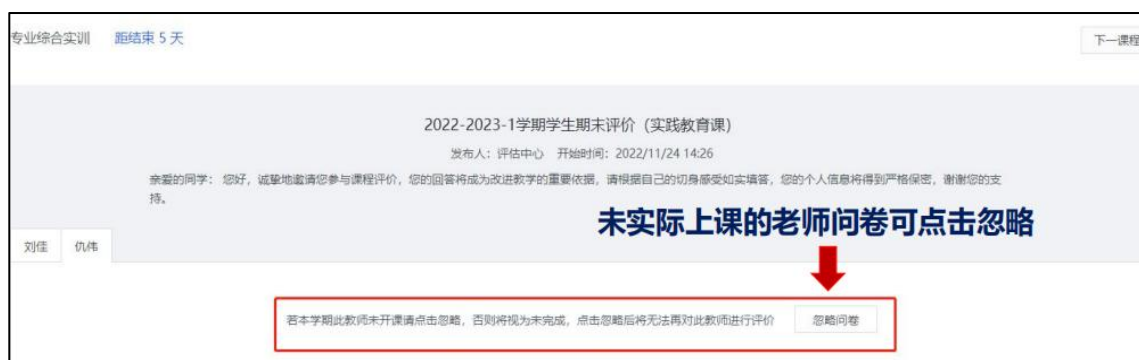 专业综合实训 距结束 5 天 下一课程
2022-2023-1学期学生期末评价（实践教育课）
发布人：评估中心 开始时间：2022/11/24 14:26
亲爱的同学： 您好，诚挚地邀请您参与课程评价，您的回答将成为改进教学的重要依据，请根据自己的切身感受如实填答，您的个人信息将得到严格保密，谢谢您的支
持。
未实际上课的老师问卷可点击忽略
刘佳 仇伟
若本学期此教师未开课请点击忽略，否则将视为未完成，点击忽略后将无法再对此教师进行评价 忽略问卷